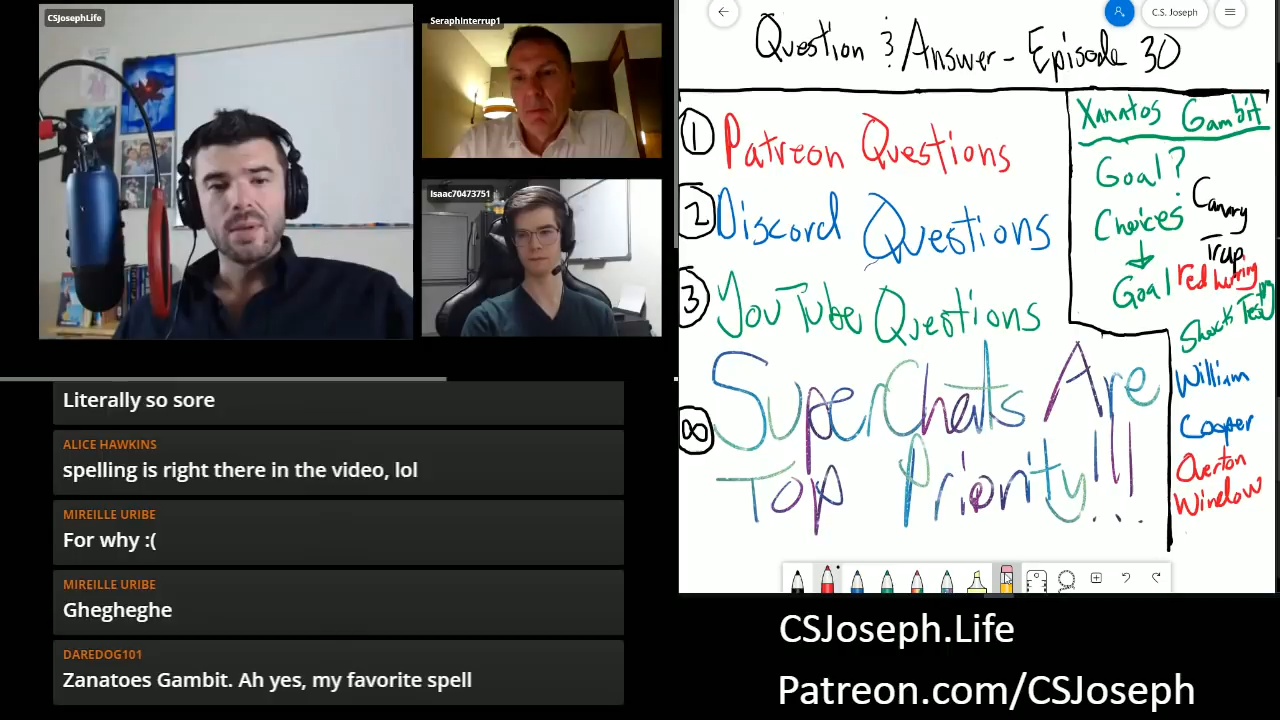 CSJosephLife
SeraphInterrup1
Isaac70473751
Literally so sore
ALICE HAWKINS
spelling is right there in the video, lol
MIREILLE URIBE
For why :(
MIREILLE URIBE
Ghegheghe
DAREDOG101
Zanatoes Gambit. Ah yes, my favorite spell
C.S. Joseph
Question & Answer - Episode 30
1 Patreon Questions
2 Discord Questions
3 YouTube Questions
∞ SuperChats Are
Top Priority!!!
Xanatos Gambit
Goal?
Choices
↓
Goal
Canary
Trap
red
William
Cooper
Overton
Window
CSJoseph.Life
Patreon.com/CSJoseph